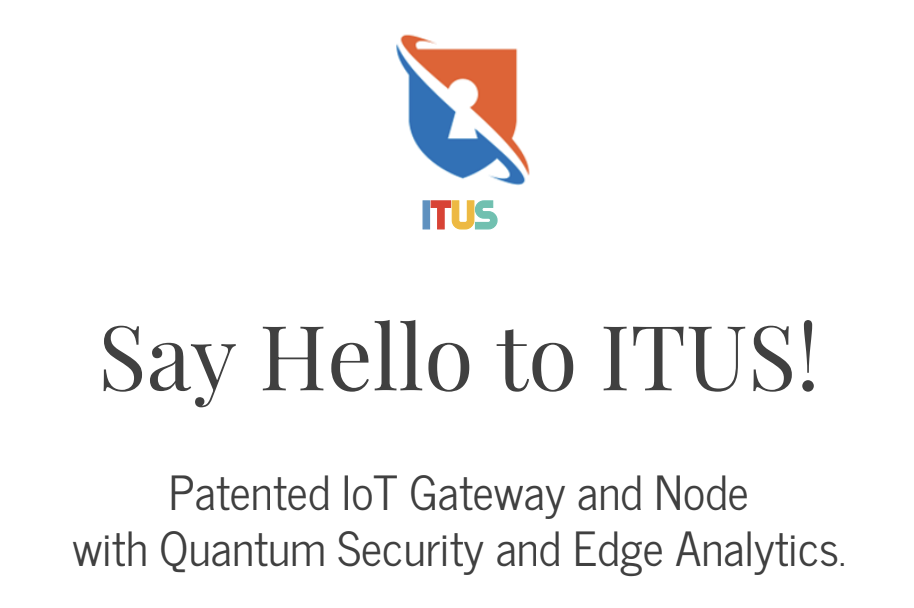 ITUS
Say Hello to ITUS!
Patented IoT Gateway and Node
with Quantum Security and Edge Analytics.